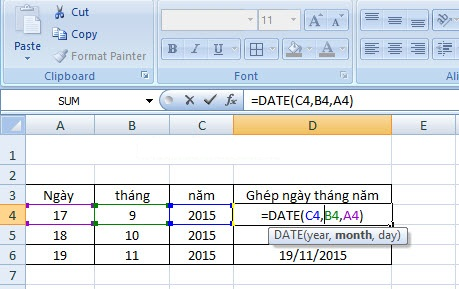 Cut
Copy
Paste
Format Painter
Clipboard
11
A A
B I U
A
Font
SUM
fx
=DATE(C4,B4,A4)
A B C D E F
1
2
3 Ngày tháng năm Ghép ngày tháng năm
4 17 9 2015 =DATE(C4,B4,A4)
DATE(year, month, day)
5 18 10 2015
6 19 11 2015 19/11/2015
7